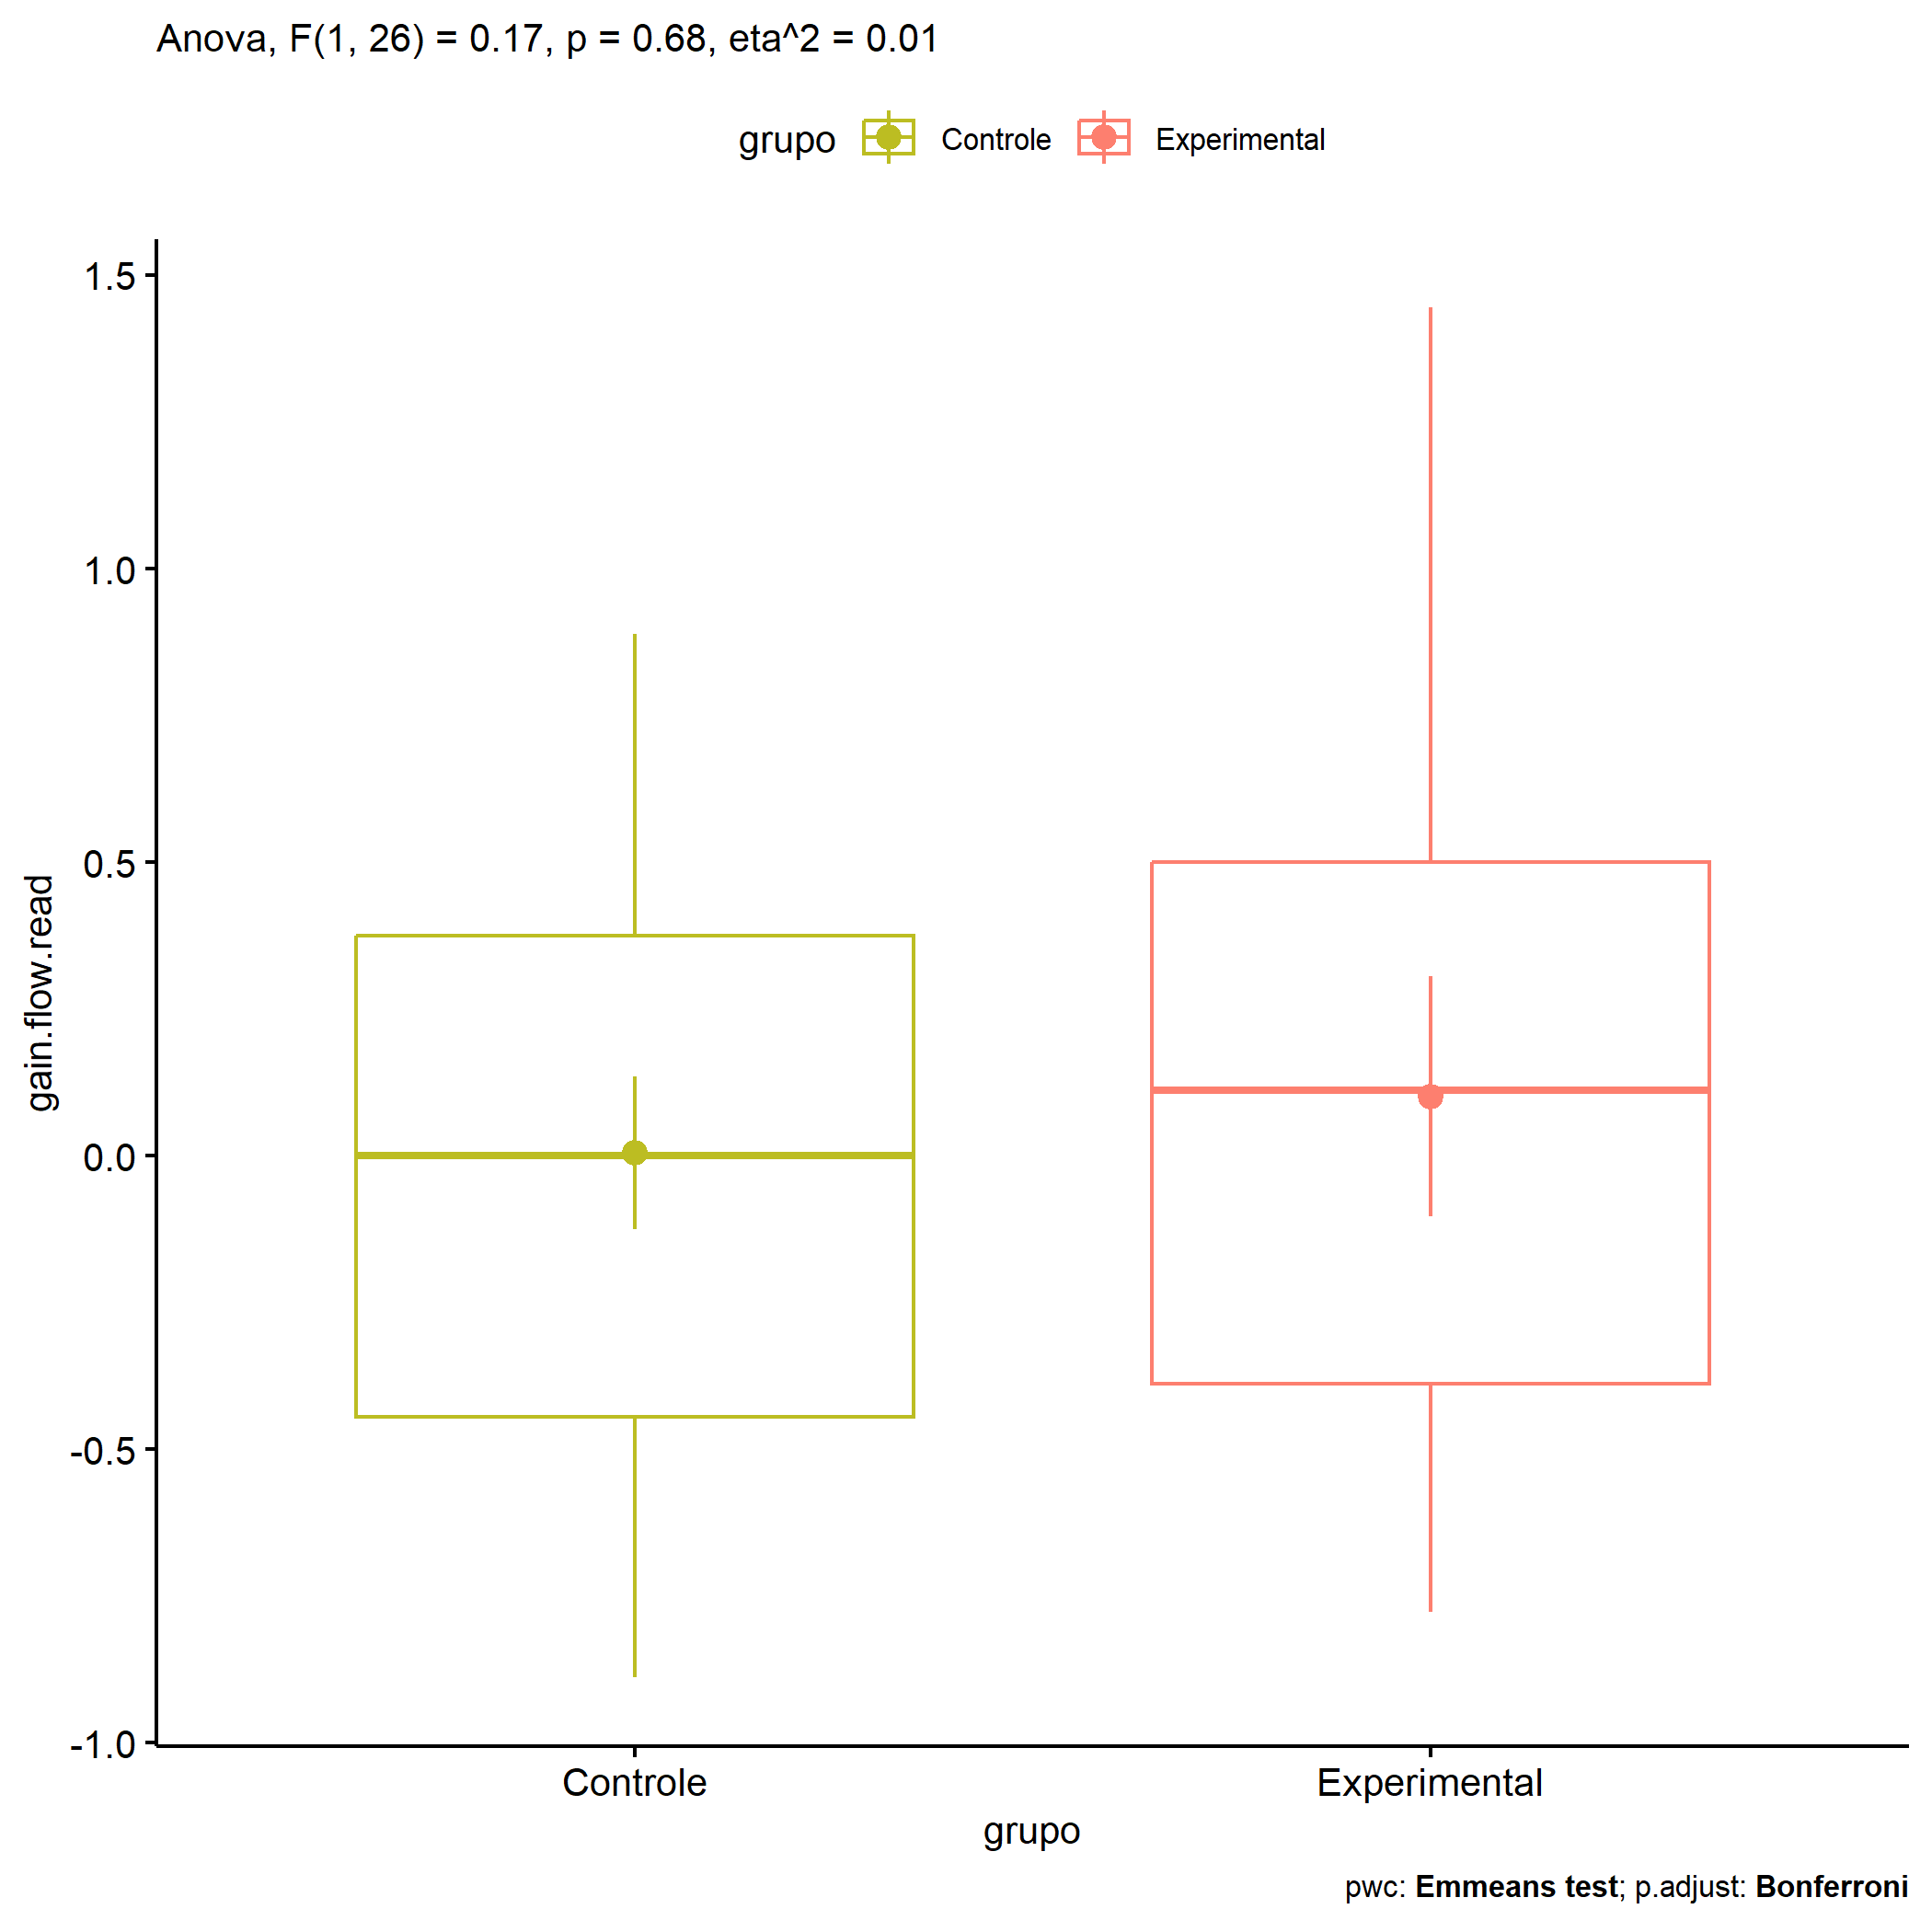 Anova, F(1, 26) = 0.17, p = 0.68, eta^2 = 0.01
grupo Controle Experimental
gain.flow.read
1.5
1.0
0.5
0.0
-0.5
-1.0
Controle Experimental
grupo
pwc: Emmeans test; p.adjust: Bonferroni